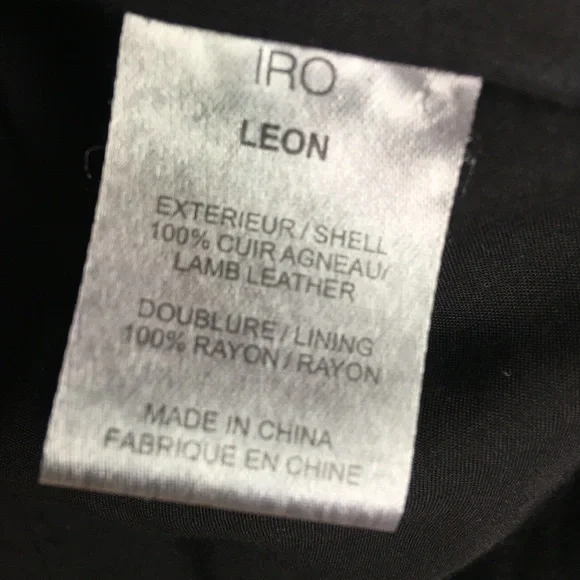 IRO
LEON
EXTERIEUR / SHELL
100% CUIR AGNEAU/
LAMB LEATHER
DOUBLURE / LINING
100% RAYON / RAYON
MADE IN CHINA
FABRIQUE EN CHINE